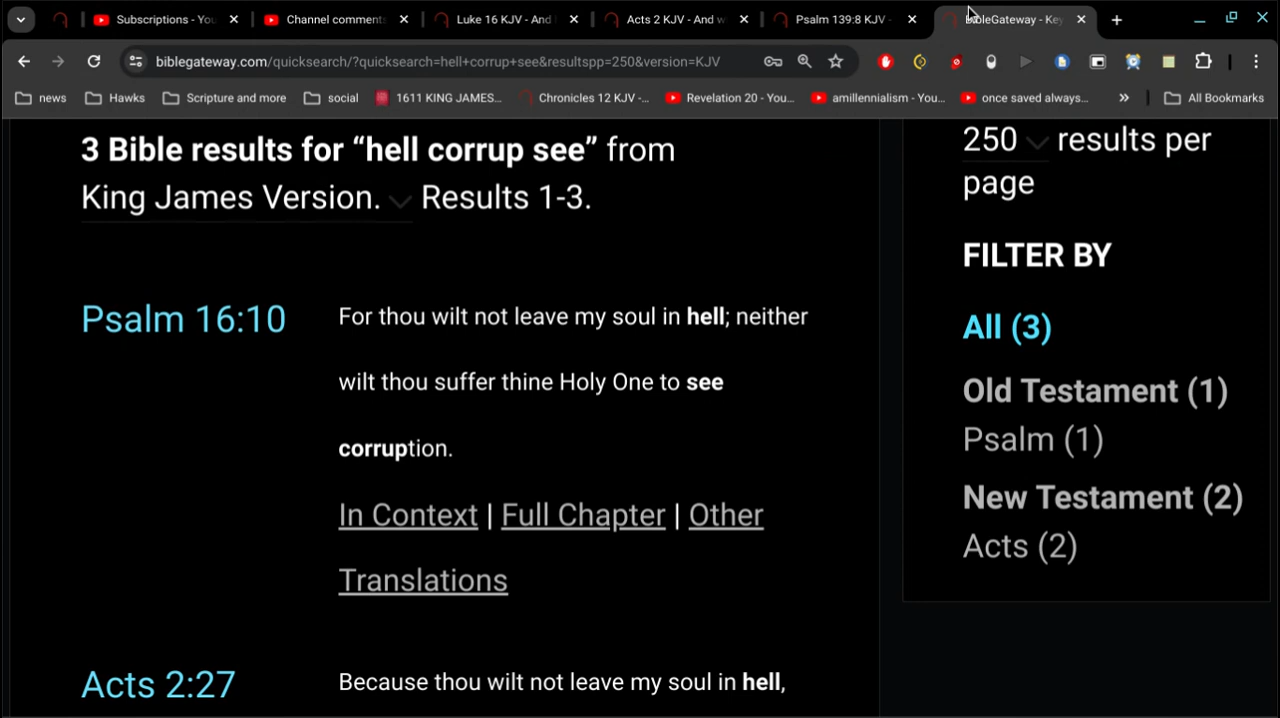 Subscriptions - You
Channel comments
Luke 16 KJV - And
Acts 2 KJV - And w
Psalm 139:8 KJV -
BibleGateway - Key
biblegateway.com/quicksearch/?quicksearch=hell+corrup+see&resultspp=250&version=KJV
news
Hawks
Scripture and more
social
1611 KING JAMES...
Chronicles 12 KJV -...
Revelation 20 - You...
amillennialism - You...
once saved always...
»
All Bookmarks
3 Bible results for “hell corrup see” from
King James Version. Results 1-3.
Psalm 16:10
For thou wilt not leave my soul in hell; neither
wilt thou suffer thine Holy One to see
corruption.
In Context | Full Chapter | Other
Translations
Acts 2:27
Because thou wilt not leave my soul in hell,
250 results per
page
FILTER BY
All (3)
Old Testament (1)
Psalm (1)
New Testament (2)
Acts (2)